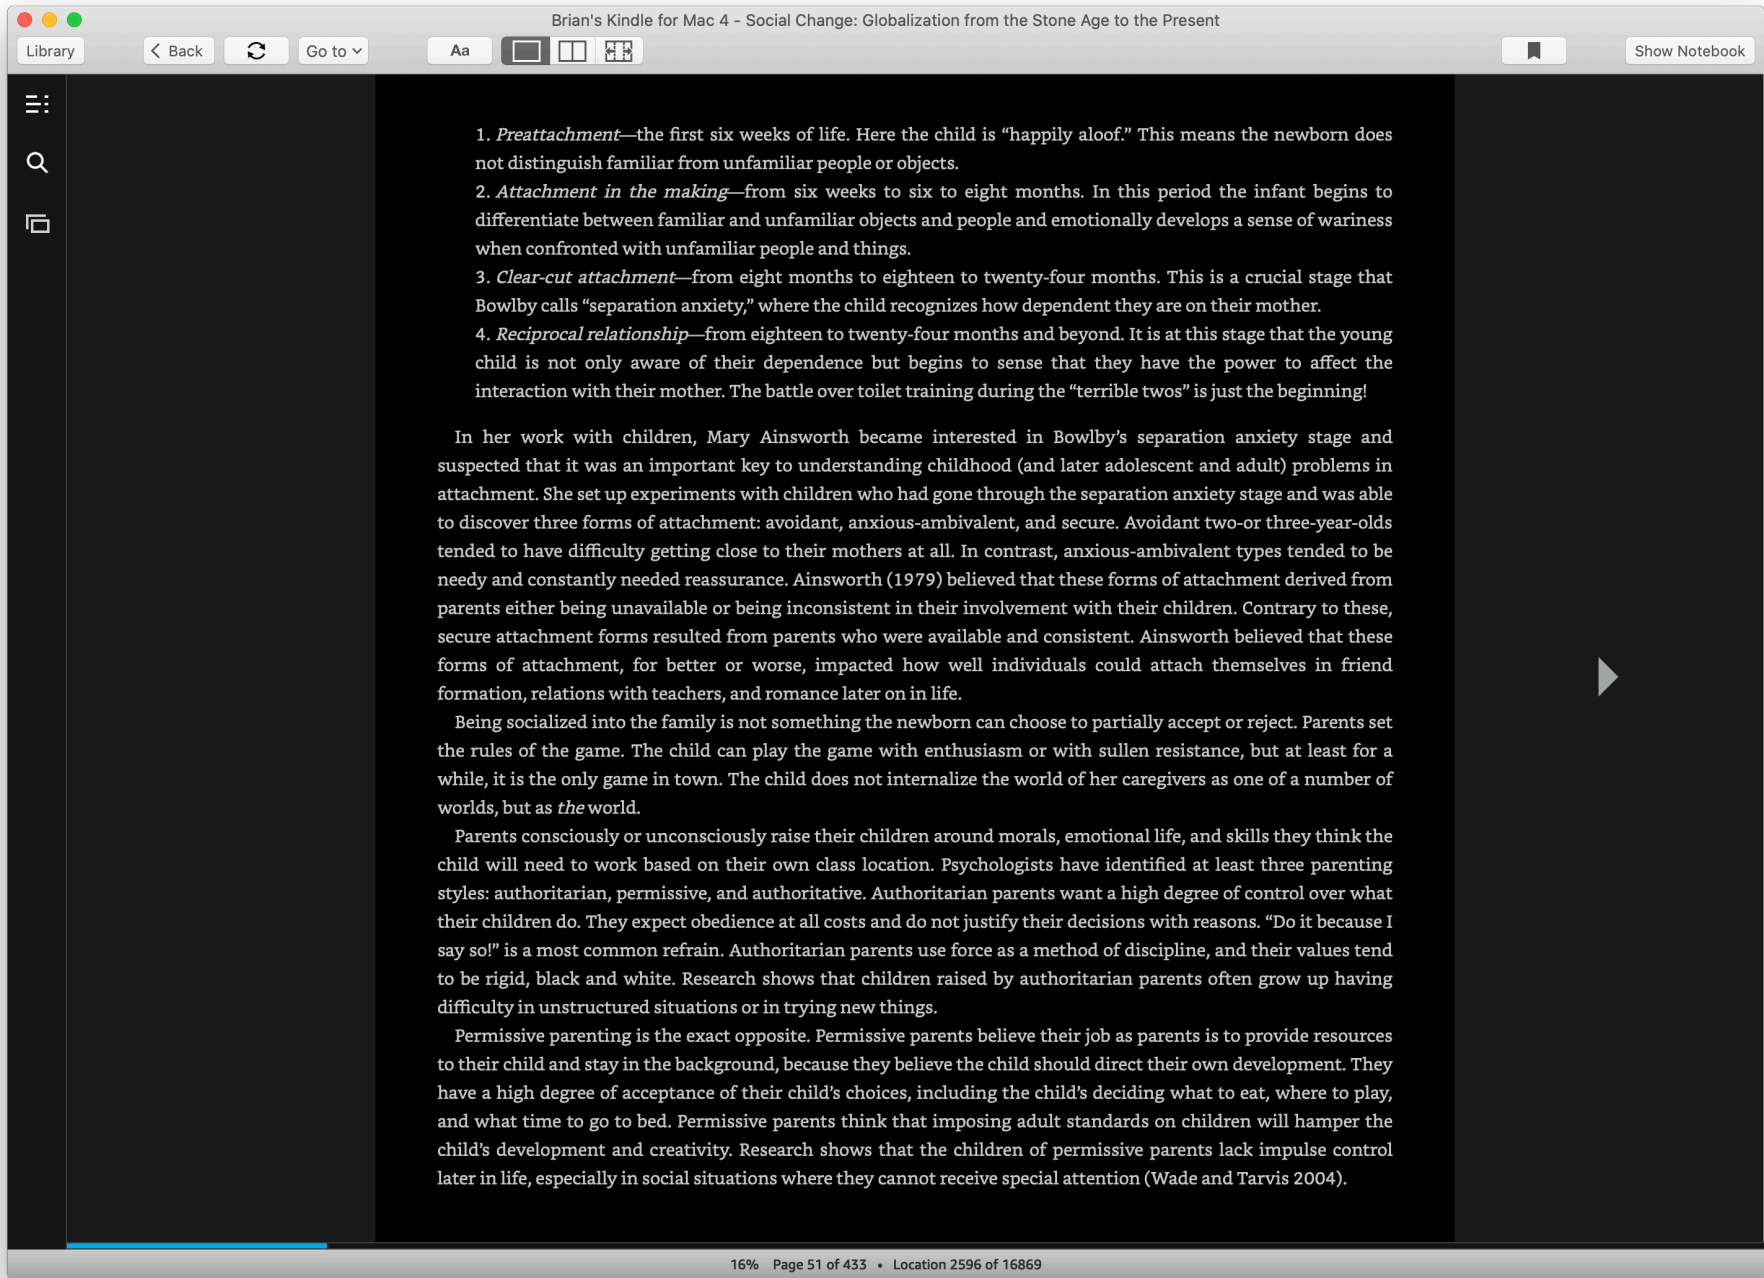 Brian's Kindle for Mac 4 - Social Change: Globalization from the Stone Age to the Present
Library
Back
Go to
Aa
Show Notebook
1. Preattachment—the first six weeks of life. Here the child is “happily aloof.” This means the newborn does
not distinguish familiar from unfamiliar people or objects.
2. Attachment in the making—from six weeks to six to eight months. In this period the infant begins to
differentiate between familiar and unfamiliar objects and people and emotionally develops a sense of wariness
when confronted with unfamiliar people and things.
3. Clear-cut attachment—from eight months to eighteen to twenty-four months. This is a crucial stage that
Bowlby calls “separation anxiety,” where the child recognizes how dependent they are on their mother.
4. Reciprocal relationship—from eighteen to twenty-four months and beyond. It is at this stage that the young
child is not only aware of their dependence but begins to sense that they have the power to affect the
interaction with their mother. The battle over toilet training during the “terrible twos” is just the beginning!
In her work with children, Mary Ainsworth became interested in Bowlby’s separation anxiety stage and
suspected that it was an important key to understanding childhood (and later adolescent and adult) problems in
attachment. She set up experiments with children who had gone through the separation anxiety stage and was able
to discover three forms of attachment: avoidant, anxious-ambivalent, and secure. Avoidant two-or three-year-olds
tended to have difficulty getting close to their mothers at all. In contrast, anxious-ambivalent types tended to be
needy and constantly needed reassurance. Ainsworth (1979) believed that these forms of attachment derived from
parents either being unavailable or being inconsistent in their involvement with their children. Contrary to these,
secure attachment forms resulted from parents who were available and consistent. Ainsworth believed that these
forms of attachment, for better or worse, impacted how well individuals could attach themselves in friend
formation, relations with teachers, and romance later on in life.
Being socialized into the family is not something the newborn can choose to partially accept or reject. Parents set
the rules of the game. The child can play the game with enthusiasm or with sullen resistance, but at least for a
while, it is the only game in town. The child does not internalize the world of her caregivers as one of a number of
worlds, but as the world.
Parents consciously or unconsciously raise their children around morals, emotional life, and skills they think the
child will need to work based on their own class location. Psychologists have identified at least three parenting
styles: authoritarian, permissive, and authoritative. Authoritarian parents want a high degree of control over what
their children do. They expect obedience at all costs and do not justify their decisions with reasons. “Do it because I
say so!” is a most common refrain. Authoritarian parents use force as a method of discipline, and their values tend
to be rigid, black and white. Research shows that children raised by authoritarian parents often grow up having
difficulty in unstructured situations or in trying new things.
Permissive parenting is the exact opposite. Permissive parents believe their job as parents is to provide resources
to their child and stay in the background, because they believe the child should direct their own development. They
have a high degree of acceptance of their child’s choices, including the child’s deciding what to eat, where to play,
and what time to go to bed. Permissive parents think that imposing adult standards on children will hamper the
child’s development and creativity. Research shows that the children of permissive parents lack impulse control
later in life, especially in social situations where they cannot receive special attention (Wade and Tarvis 2004).
16% Page 51 of 433 • Location 2596 of 16869